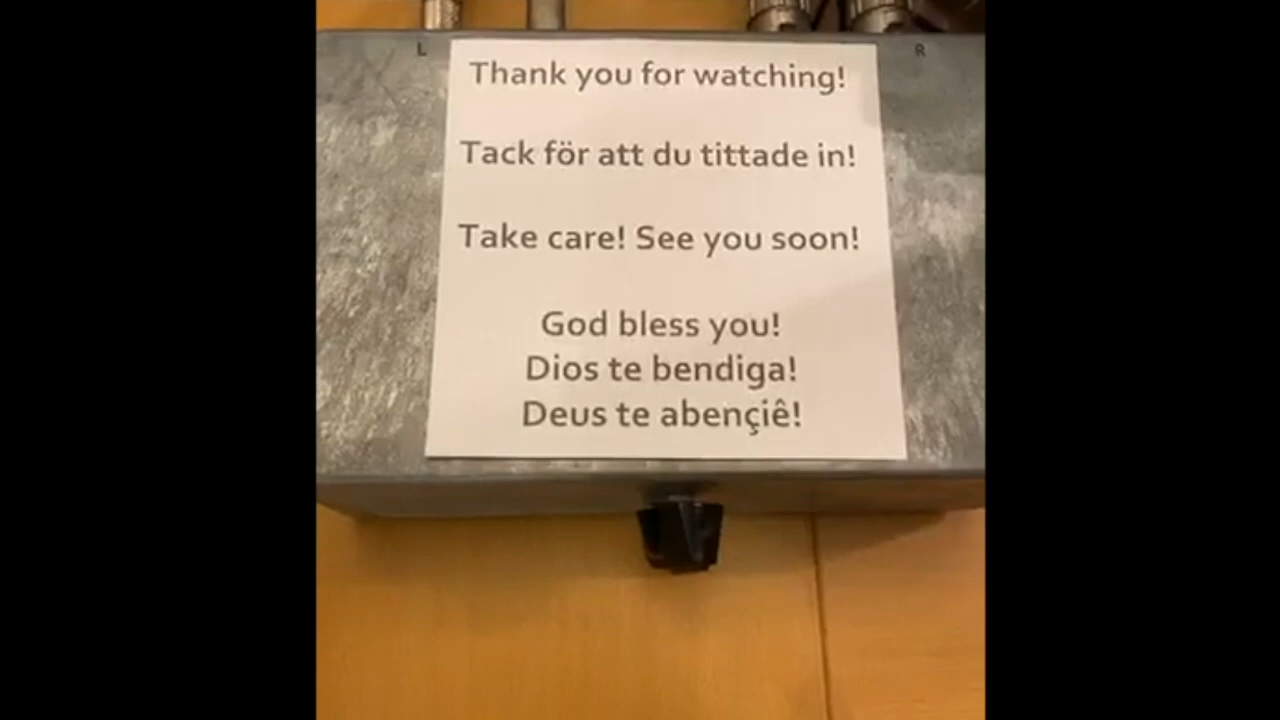 L R
Thank you for watching!
Tack för att du tittade in!
Take care! See you soon!
God bless you!
Dios te bendiga!
Deus te abençiê!